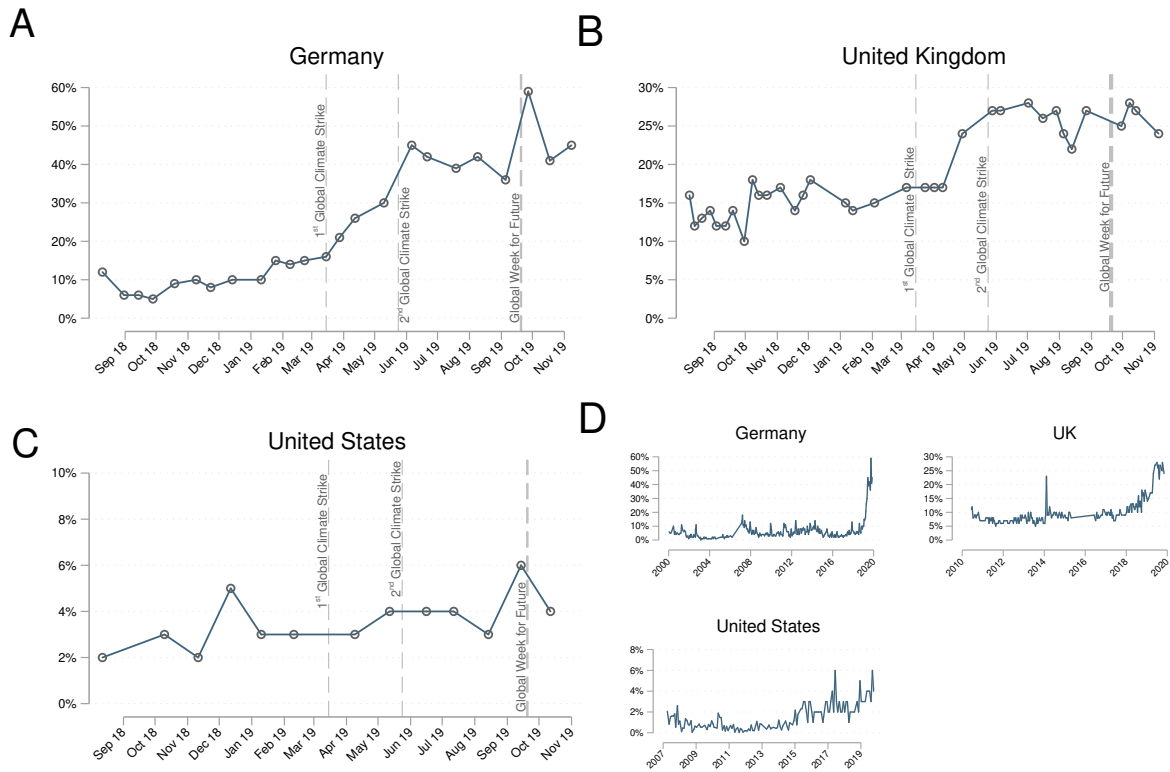 A
Germany
60%
50%
40%
30%
20%
10%
0%
1st Global Climate Strike
2nd Global Climate Strike
Global Week for Future
Sep 18
Oct 18
Nov 18
Dec 18
Jan 19
Feb 19
Mar 19
Apr 19
May 19
Jun 19
Jul 19
Aug 19
Sep 19
Oct 19
Nov 19
B
United Kingdom
30%
25%
20%
15%
10%
5%
0%
1st Global Climate Strike
2nd Global Climate Strike
Global Week for Future
Sep 18
Oct 18
Nov 18
Dec 18
Jan 19
Feb 19
Mar 19
Apr 19
May 19
Jun 19
Jul 19
Aug 19
Sep 19
Oct 19
Nov 19
C
United States
10%
8%
6%
4%
2%
0%
1st Global Climate Strike
2nd Global Climate Strike
Global Week for Future
Sep 18
Oct 18
Nov 18
Dec 18
Jan 19
Feb 19
Mar 19
Apr 19
May 19
Jun 19
Jul 19
Aug 19
Sep 19
Oct 19
Nov 19
D
Germany
60%
50%
40%
30%
20%
10%
0%
2000
2004
2008
2012
2016
2020
UK
30%
25%
20%
15%
10%
5%
0%
2010
2012
2014
2016
2018
2020
United States
8%
6%
4%
2%
0%
2007
2009
2011
2013
2015
2017
2019